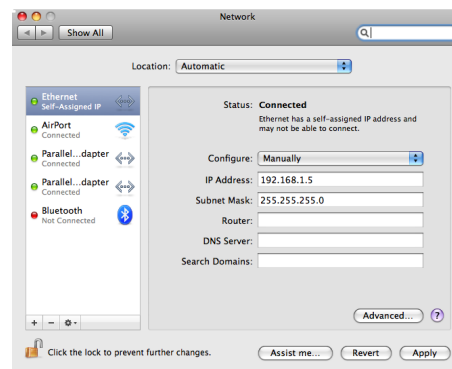 Network
Show All
Location: Automatic
Ethernet
Self-Assigned IP
AirPort
Connected
Parallel...dapter
Connected
Parallel...dapter
Connected
Bluetooth
Not Connected
Status: Connected
Ethernet has a self-assigned IP address and
may not be able to connect.
Configure: Manually
IP Address: 192.168.1.5
Subnet Mask: 255.255.255.0
Router:
DNS Server:
Search Domains:
Advanced... ?
Click the lock to prevent further changes.
Assist me... Revert Apply